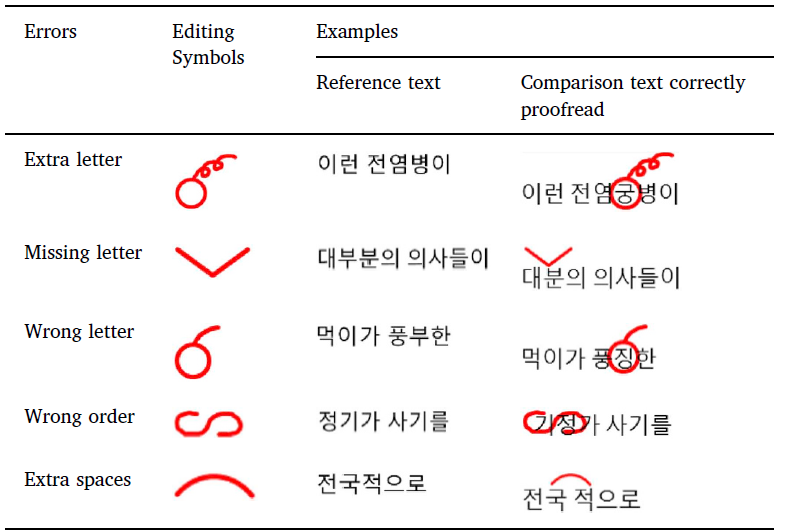 Errors Editing Symbols Examples
Reference text Comparison text correctly proofread
Extra letter 이런 전염병이 이런 전염궁병이
Missing letter 대부분의 의사들이 대분의 의사들이
Wrong letter 먹이가 풍부한 먹이가 풍징한
Wrong order 정기가 사기를 기정가 사기를
Extra spaces 전국적으로 전국 적으로